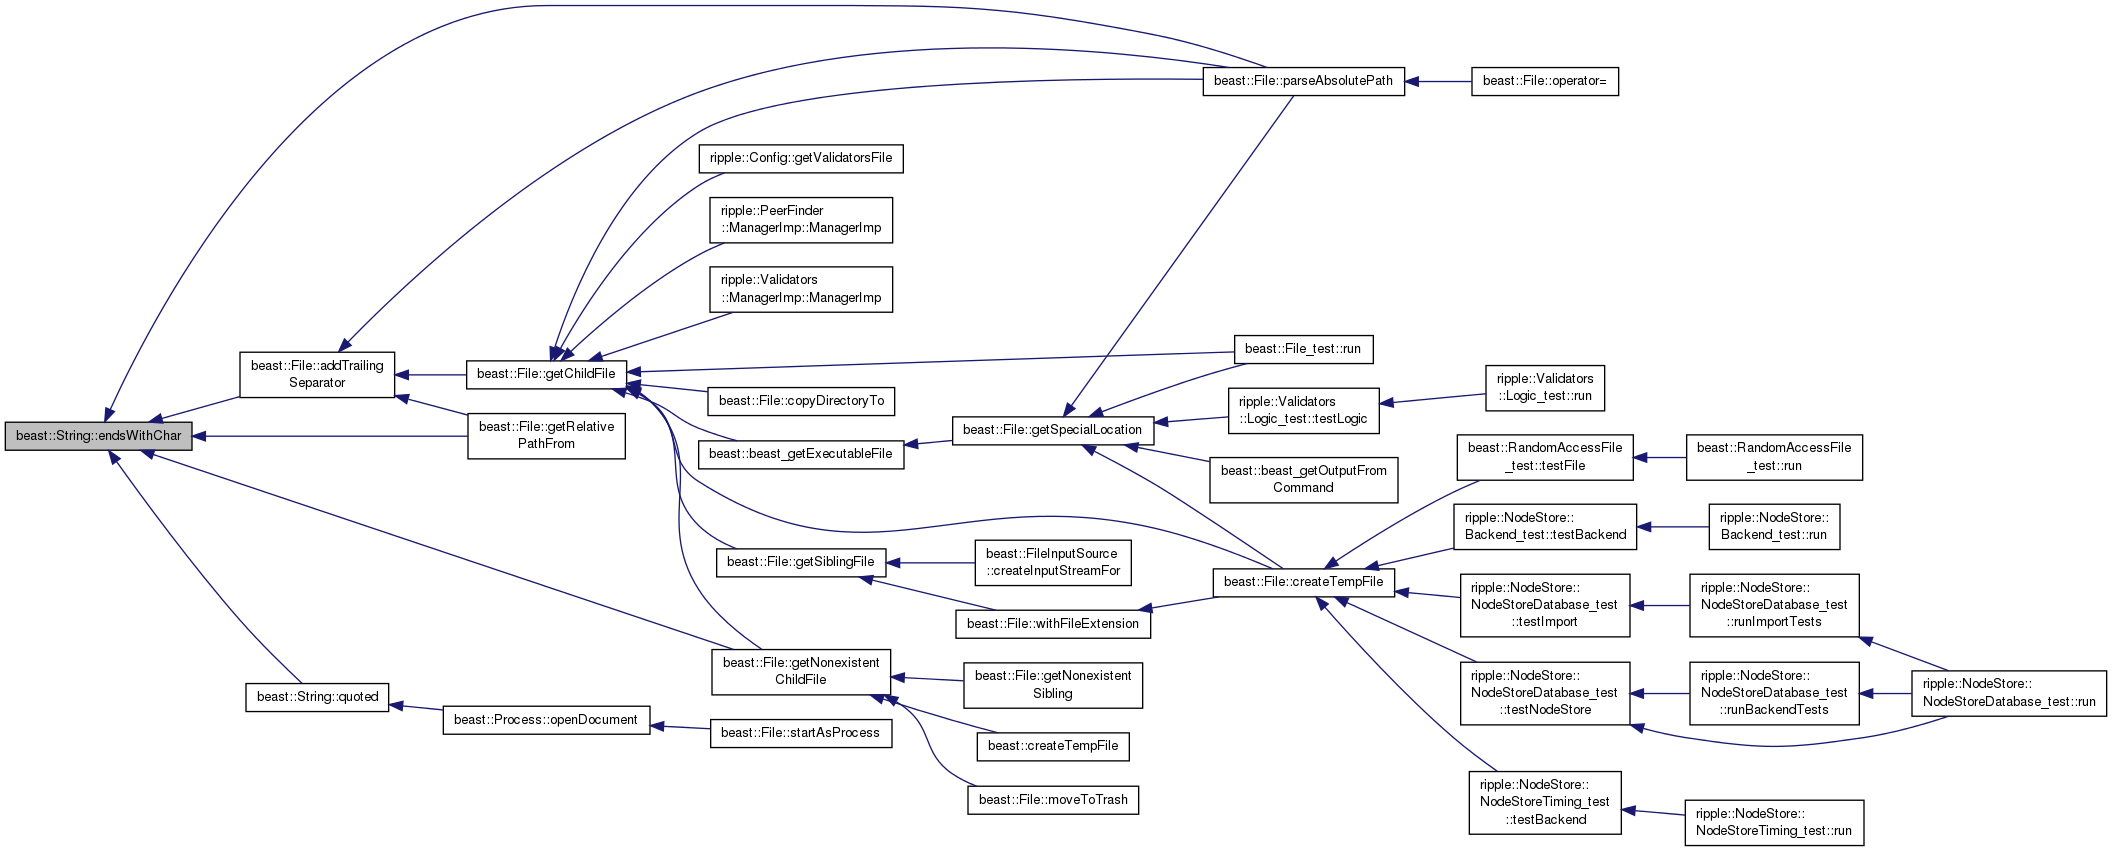 beast::File::parseAbsolutePath
beast::File::operator=
ripple::Config::getValidatorsFile
ripple::PeerFinder
::ManagerImp::ManagerImp
ripple::Validators
::ManagerImp::ManagerImp
beast::File_test::run
beast::File::addTrailing
Separator
beast::File::getChildFile
beast::File::copyDirectoryTo
ripple::Validators
::Logic_test::testLogic
ripple::Validators
::Logic_test::run
beast::String::endsWithChar
beast::File::getRelative
PathFrom
beast::beast_getExecutableFile
beast::File::getSpecialLocation
beast::beast_getOutputFrom
Command
beast::RandomAccessFile
_test::testFile
beast::RandomAccessFile
_test::run
ripple::NodeStore::
Backend_test::testBackend
ripple::NodeStore::
Backend_test::run
beast::File::getSiblingFile
beast::FileInputSource
::createInputStreamFor
beast::File::createTempFile
ripple::NodeStore::
NodeStoreDatabase_test
::testImport
ripple::NodeStore::
NodeStoreDatabase_test
::runImportTests
beast::File::withFileExtension
beast::File::getNonexistent
ChildFile
beast::File::getNonexistent
Sibling
ripple::NodeStore::
NodeStoreDatabase_test
::testNodeStore
ripple::NodeStore::
NodeStoreDatabase_test
::runBackendTests
ripple::NodeStore::
NodeStoreDatabase_test::run
beast::String::quoted
beast::Process::openDocument
beast::File::startAsProcess
beast::createTempFile
beast::File::moveToTrash
ripple::NodeStore::
NodeStoreTiming_test
::testBackend
ripple::NodeStore::
NodeStoreTiming_test::run